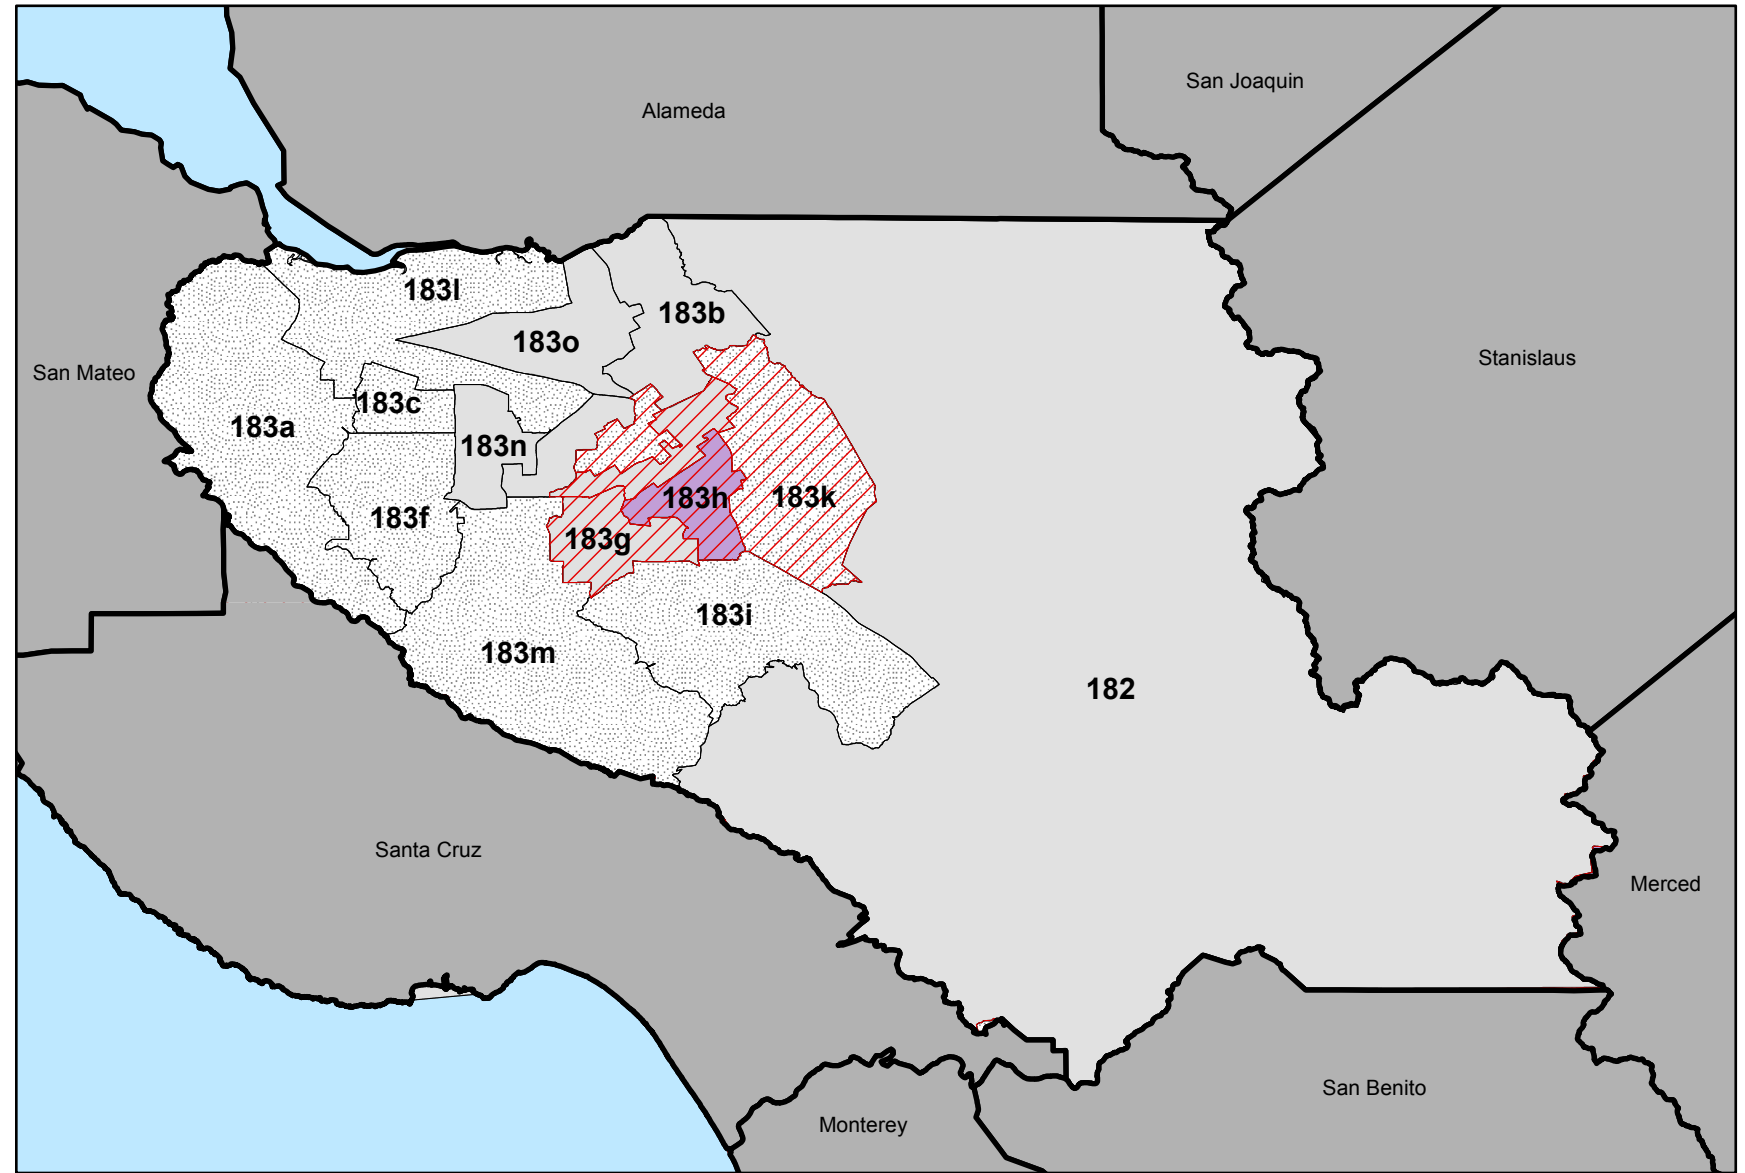 San Joaquin
Alameda
183l
183b
183o
Stanislaus
San Mateo
183c
183a
183n
183h
183k
183f
183g
183i
183m
182
Santa Cruz
Merced
San Benito
Monterey